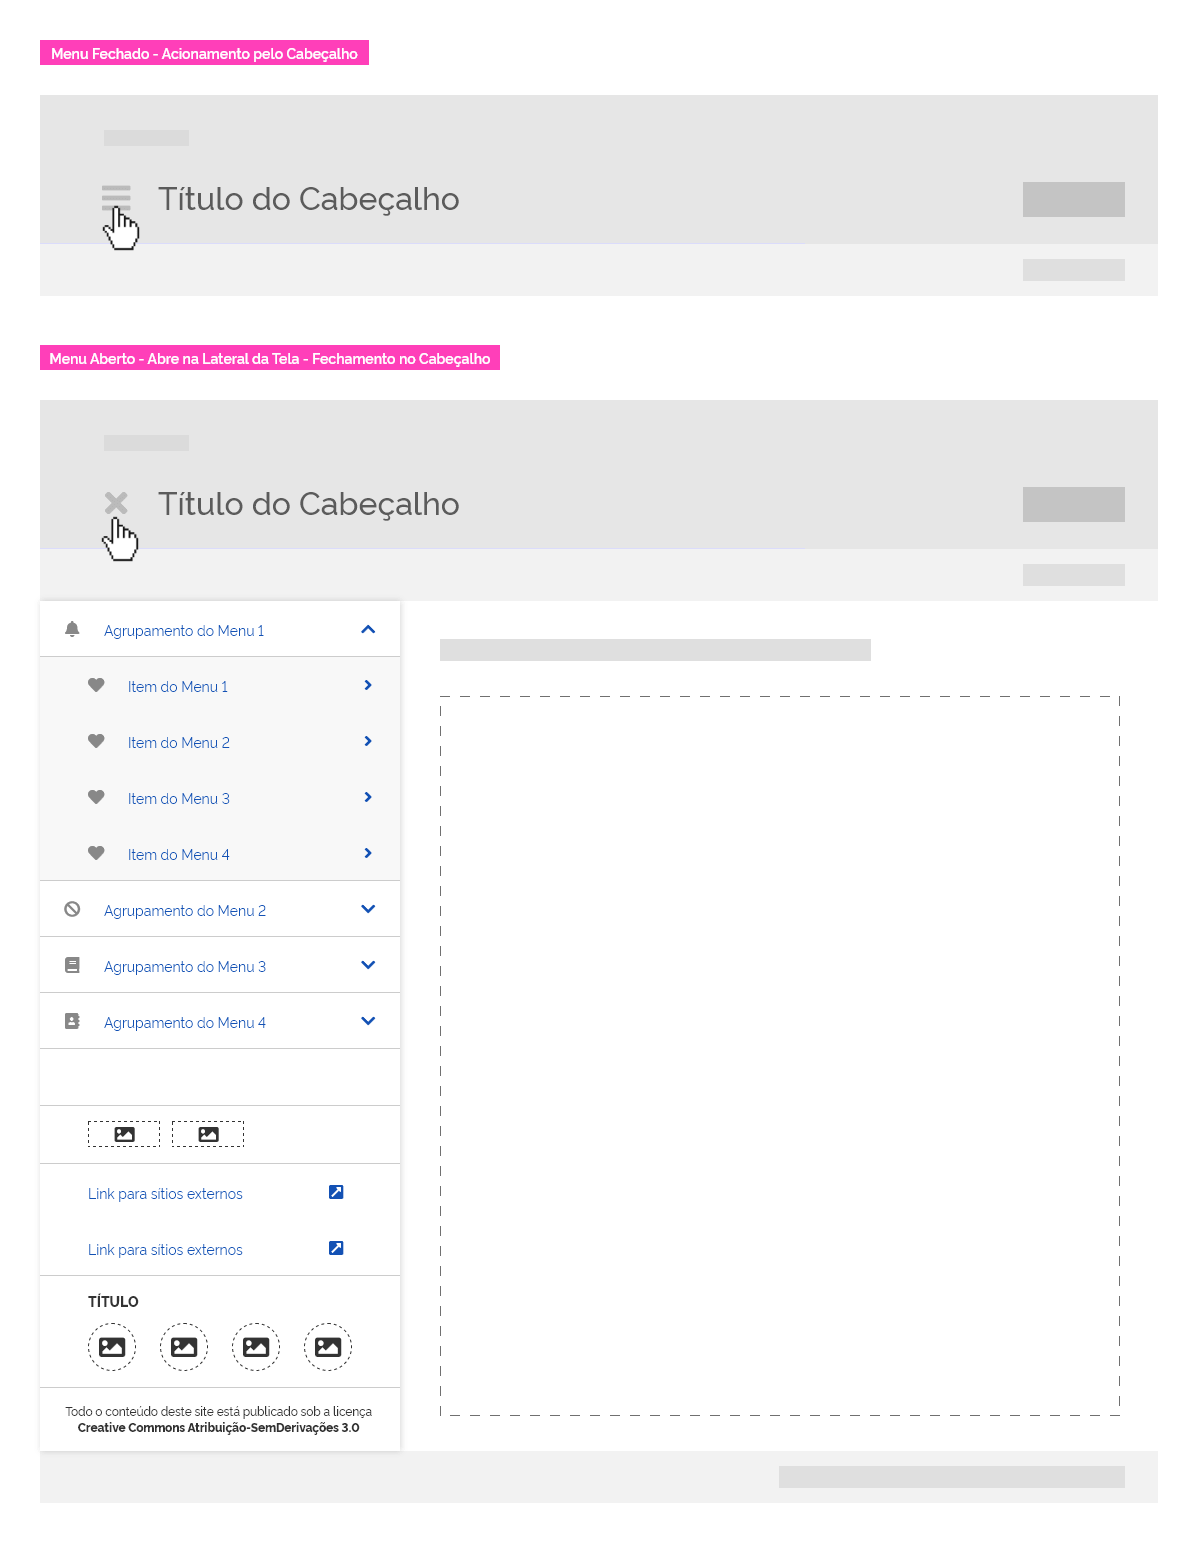 Menu Fechado - Acionamento pelo Cabeçalho
Título do Cabeçalho
Menu Aberto - Abre na Lateral da Tela - Fechamento no Cabeçalho
Título do Cabeçalho
Agrupamento do Menu 1
Item do Menu 1
Item do Menu 2
Item do Menu 3
Item do Menu 4
Agrupamento do Menu 2
Agrupamento do Menu 3
Agrupamento do Menu 4
Link para sítios externos
Link para sítios externos
TÍTULO
Todo o conteúdo deste site está publicado sob a licença
Creative Commons Atribuição-SemDerivações 3.0